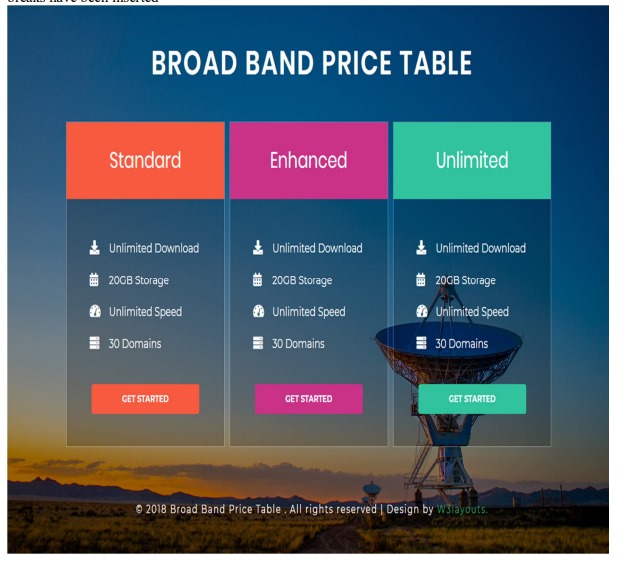 breaks have been inserted
BROAD BAND PRICE TABLE
Standard
Unlimited Download
20GB Storage
Unlimited Speed
30 Domains
GET STARTED
Enhanced
Unlimited Download
20GB Storage
Unlimited Speed
30 Domains
GET STARTED
Unlimited
Unlimited Download
20GB Storage
Unlimited Speed
30 Domains
GET STARTED
© 2018 Broad Band Price Table . All rights reserved | Design by W3layouts.